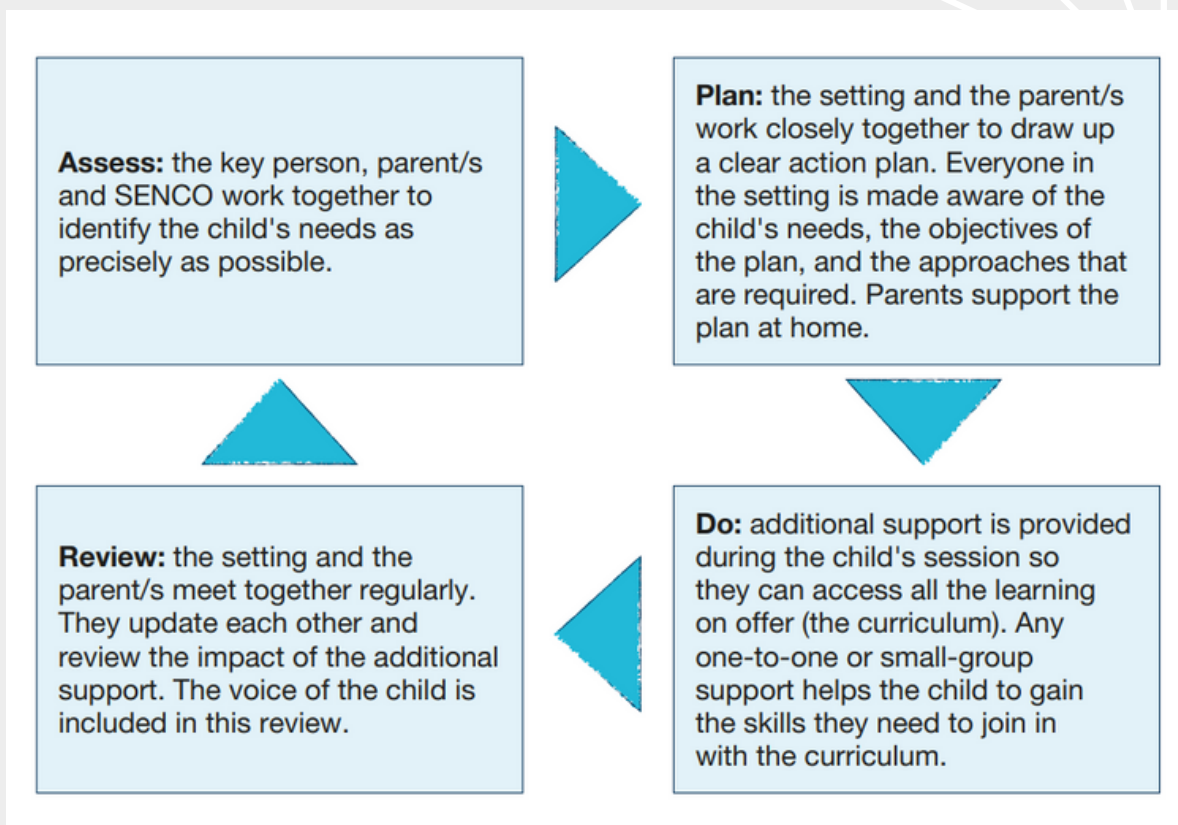 Assess: the key person, parent/s
and SENCO work together to
identify the child's needs as
precisely as possible.
Plan: the setting and the parent/s
work closely together to draw up
a clear action plan. Everyone in
the setting is made aware of the
child's needs, the objectives of
the plan, and the approaches that
are required. Parents support the
plan at home.
Do: additional support is provided
during the child's session so
they can access all the learning
on offer (the curriculum). Any
one-to-one or small-group
support helps the child to gain
the skills they need to join in
with the curriculum.
Review: the setting and the
parent/s meet together regularly.
They update each other and
review the impact of the additional
support. The voice of the child is
included in this review.